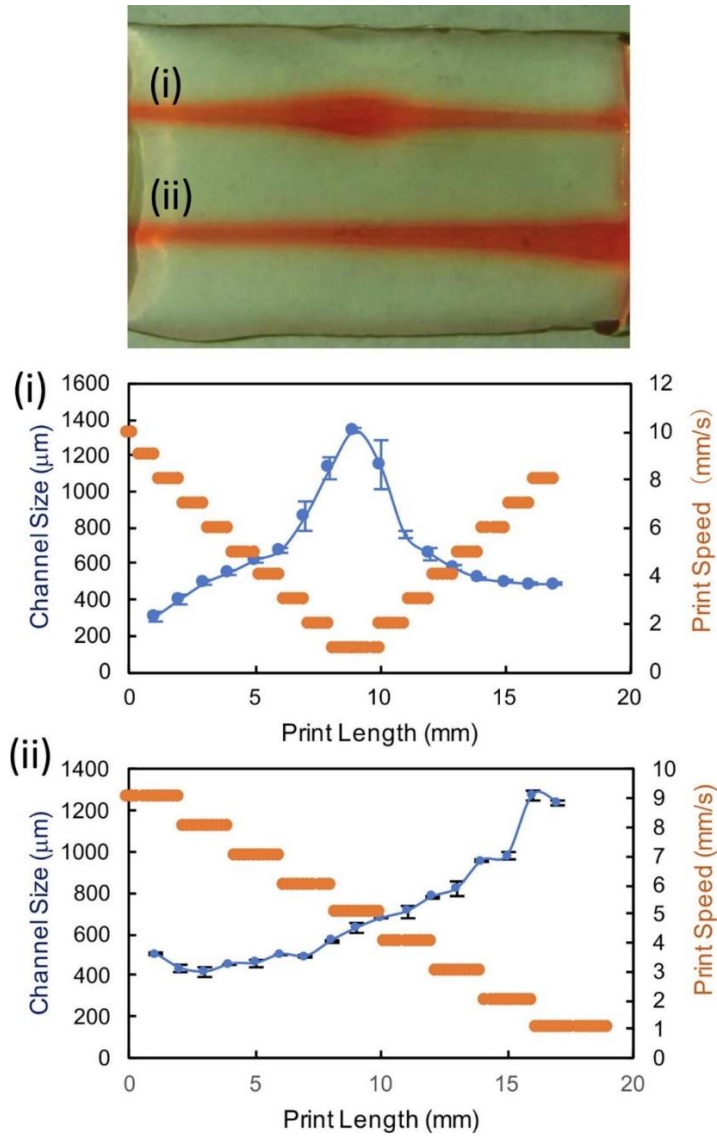 (i)
(ii)
(i)
1600
1400
1200
1000
800
600
400
200
0
Channel Size (μm)
12
10
8
6
4
2
0
Print Speed (mm/s)
0 5 10 15 20
Print Length (mm)
(ii)
1400
1200
1000
800
600
400
200
0
Channel Size (μm)
10
9
8
7
6
5
4
3
2
1
0
Print Speed (mm/s)
0 5 10 15 20
Print Length (mm)